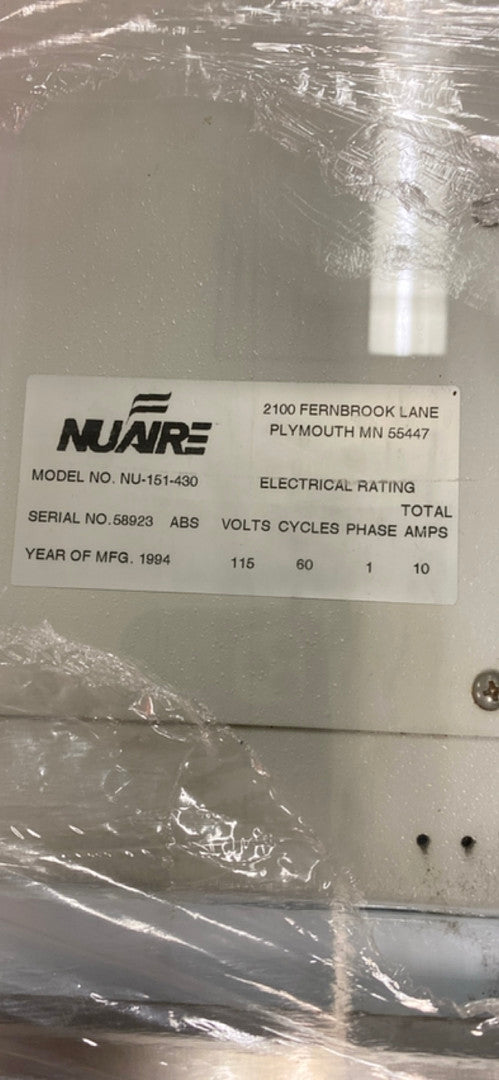 NUAIRE
2100 FERNBROOK LANE
PLYMOUTH MN 55447
MODEL NO. NU-151-430
ELECTRICAL RATING
SERIAL NO.58923 ABS
VOLTS CYCLES PHASE TOTAL AMPS
YEAR OF MFG. 1994
115 60 1 10